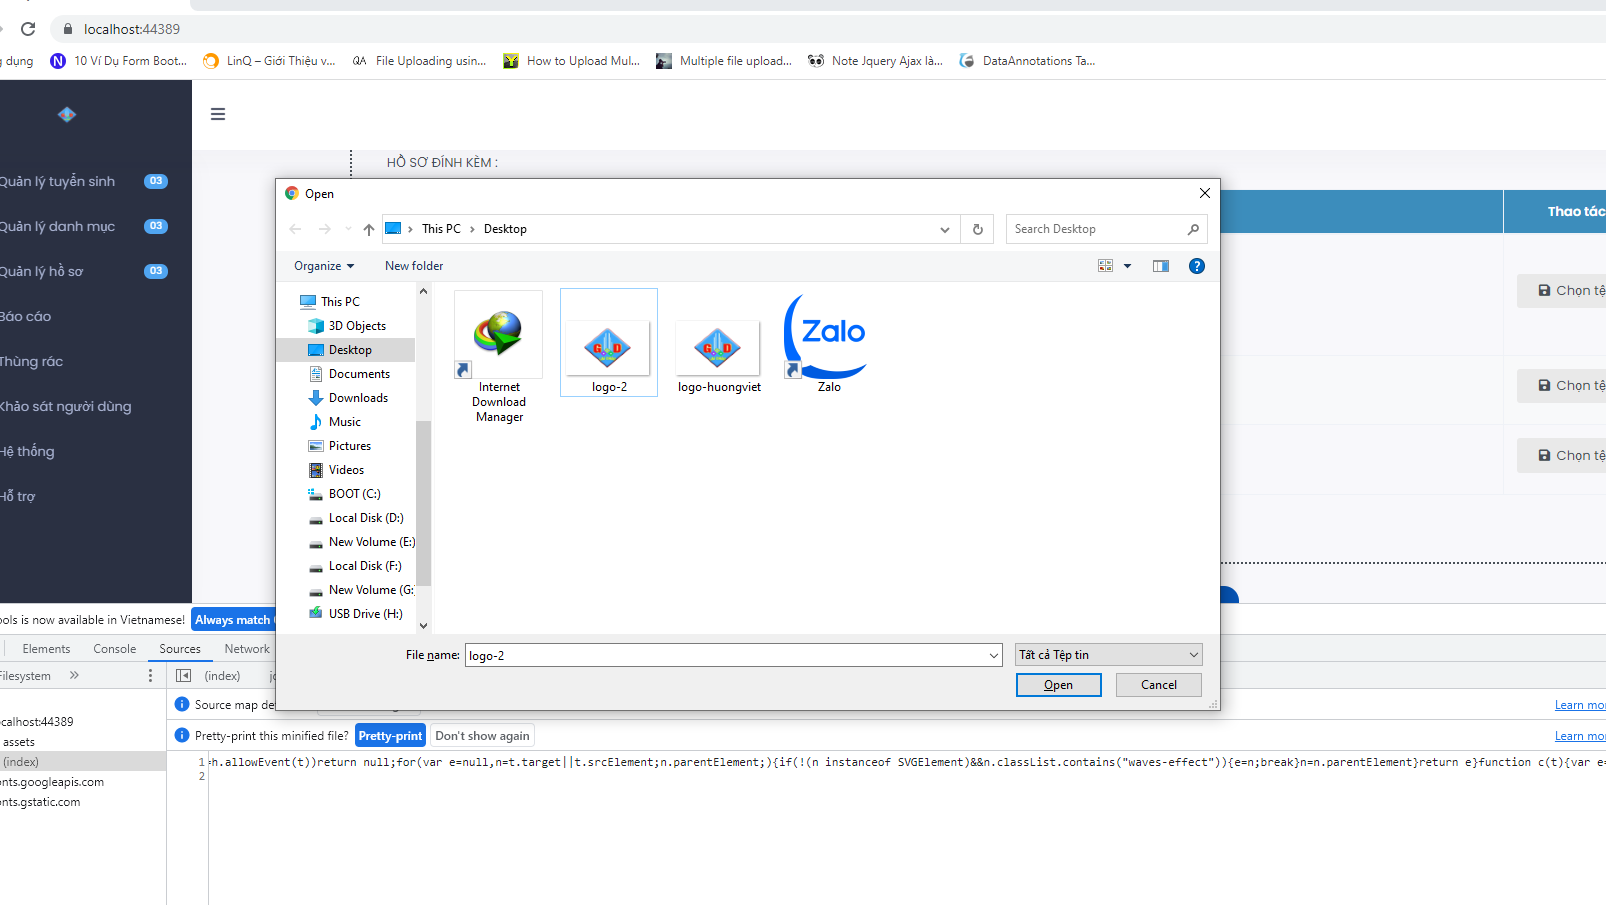 localhost:44389
g dụng
10 Ví Dụ Form Boot...
LinQ – Giới Thiệu v...
QA File Uploading usin...
How to Upload Mul...
Multiple file upload...
Note Jquery Ajax là...
DataAnnotations Ta...
HỒ SƠ ĐÍNH KÈM :
Quản lý tuyển sinh 03
Quản lý danh mục 03
Quản lý hồ sơ 03
Báo cáo
Thùng rác
Khảo sát người dùng
Hệ thống
Hỗ trợ
Thao tác
Chọn tệ
Chọn tệ
Chọn tệ
Open
This PC
Desktop
Search Desktop
Organize
New folder
This PC
3D Objects
Desktop
Documents
Downloads
Music
Pictures
Videos
BOOT (C:)
Local Disk (D:)
New Volume (E:)
Local Disk (F:)
New Volume (G:
USB Drive (H:)
Internet
Download
Manager
G D
logo-2
G D
logo-huongviet
Zalo
Zalo
File name: logo-2
Tất cả Tệp tin
Open
Cancel
ools is now available in Vietnamese!
Always match
Elements Console Sources Network
Filesystem
(index)
ocalhost:44389
assets
(index)
onts.googleapis.com
onts.gstatic.com
Source map de
Learn mor
Pretty-print this minified file?
Pretty-print
Don't show again
Learn mor
1 =h.allowEvent(t))return null;for(var e=null,n=t.target||t.srcElement;n.parentElement;){if(!(n instanceof SVGElement)&&n.classList.contains("waves-effect")){e=n;break}n=n.parentElement}return e}function c(t){var e=
2